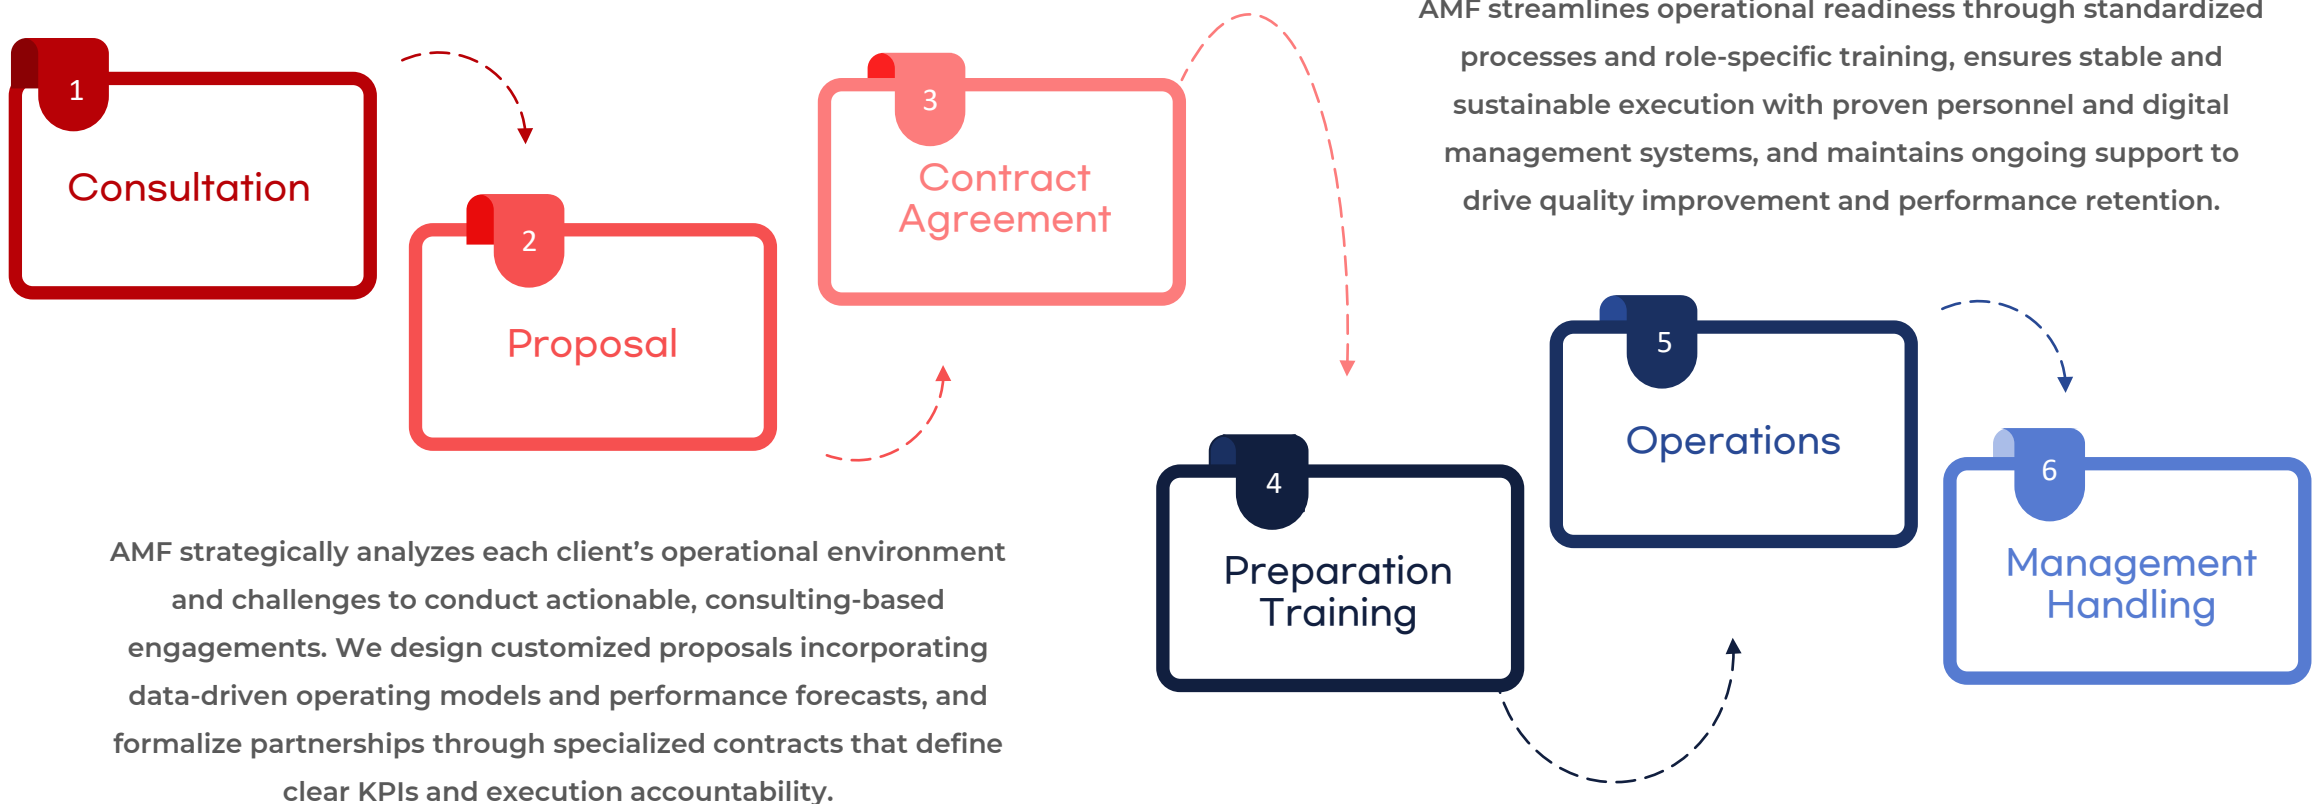 1
Consultation
2
Proposal
3
Contract
Agreement
AMF strategically analyzes each client’s operational environment
and challenges to conduct actionable, consulting-based
engagements. We design customized proposals incorporating
data-driven operating models and performance forecasts, and
formalize partnerships through specialized contracts that define
clear KPIs and execution accountability.
AMF streamlines operational readiness through standardized
processes and role-specific training, ensures stable and
sustainable execution with proven personnel and digital
management systems, and maintains ongoing support to
drive quality improvement and performance retention.
4
Preparation
Training
5
Operations
6
Management
Handling